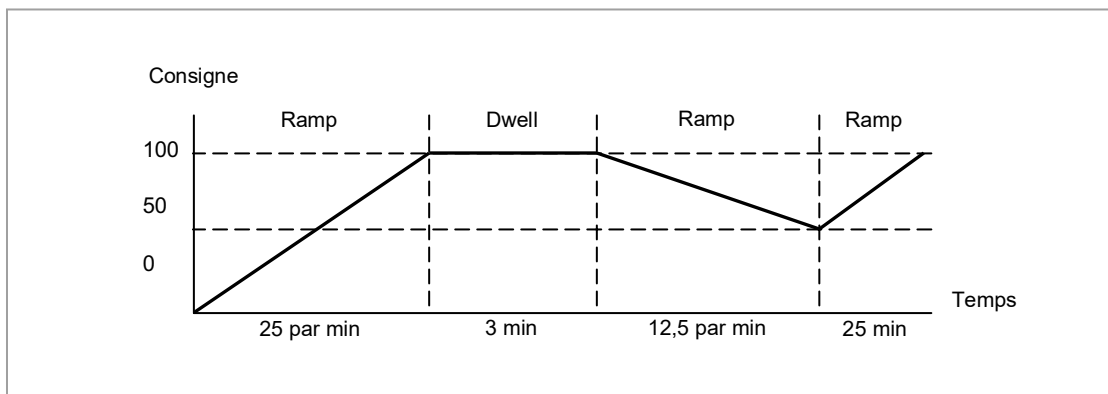 Consigne
Ramp Dwell Ramp Ramp
100
50
0
Temps
25 par min 3 min 12,5 par min 25 min